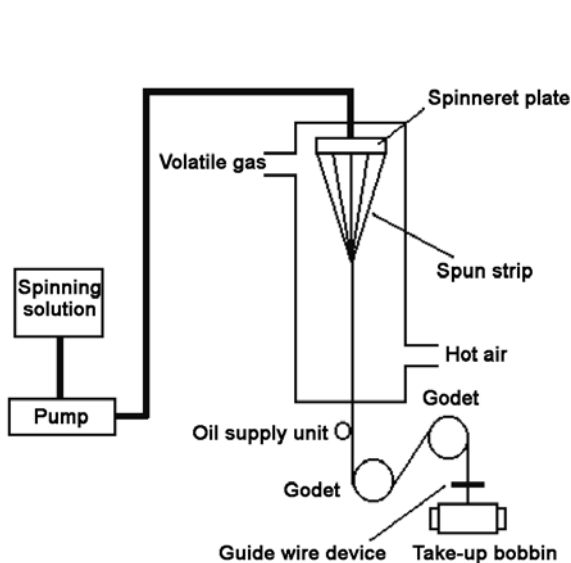 Spinneret plate
Volatile gas
Spun strip
Spinning
solution
Hot air
Pump
Godet
Oil supply unit
Godet
Guide wire device
Take-up bobbin